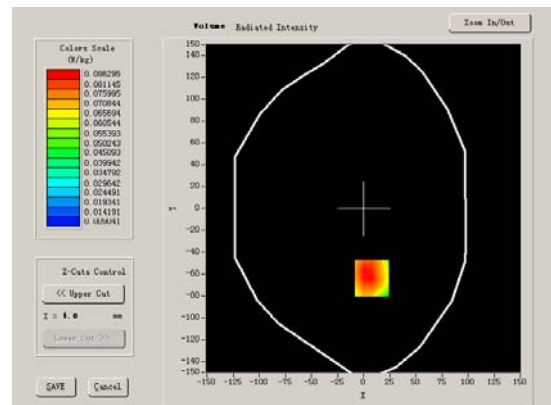 Volume Radiated Intensity
Zoom In/Out
Colors Scale
(W/kg)
0.086295
0.081145
0.075995
0.070844
0.065694
0.060544
0.055393
0.050243
0.045093
0.039942
0.034792
0.029642
0.024491
0.019341
0.014191
0.009041
Z-Cuts Control
<< Upper Cut
Z = 4.0 mm
Lower Cut >>
SAVE
Cancel
150
140
120
100
80
60
40
20
0
-20
-40
-60
-80
-100
-120
-140
-150
Y
-150 -125 -100 -75 -50 -25 0 25 50 75 100 125 150
X